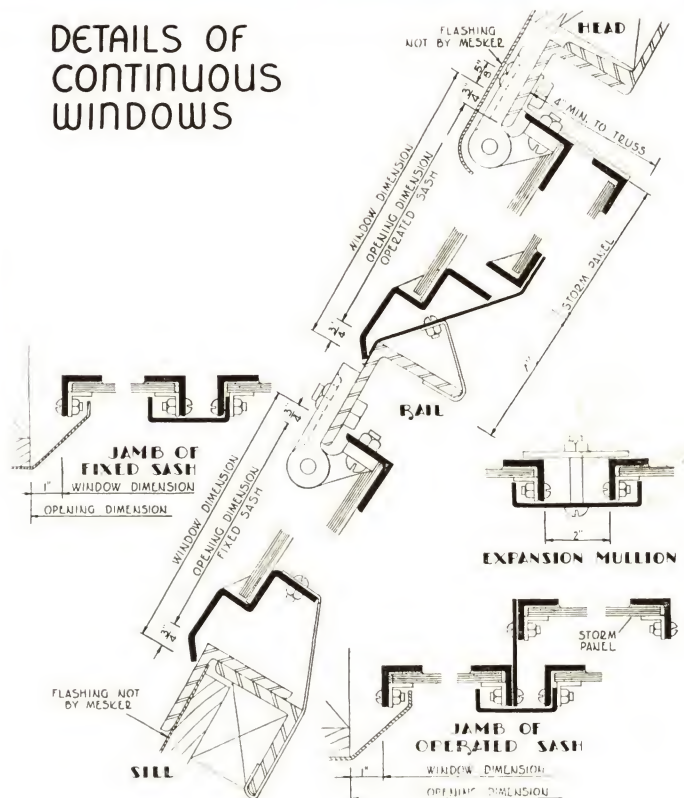 DETAILS OF
CONTINUOUS
WINDOWS
FLASHING
NOT BY MESKER
HEAD
4" MIN. TO TRUSS
WINDOW DIMENSION
OPENING DIMENSION
OPERATED SASH
STORM PANEL
RAIL
JAMB OF
FIXED SASH
1"
WINDOW DIMENSION
OPENING DIMENSION
WINDOW DIMENSION
OPENING DIMENSION
FIXED SASH
2"
EXPANSION MULLION
STORM
PANEL
FLASHING NOT
BY MESKER
SILL
JAMB OF
OPERATED SASH
1"
WINDOW DIMENSION
OPENING DIMENSION